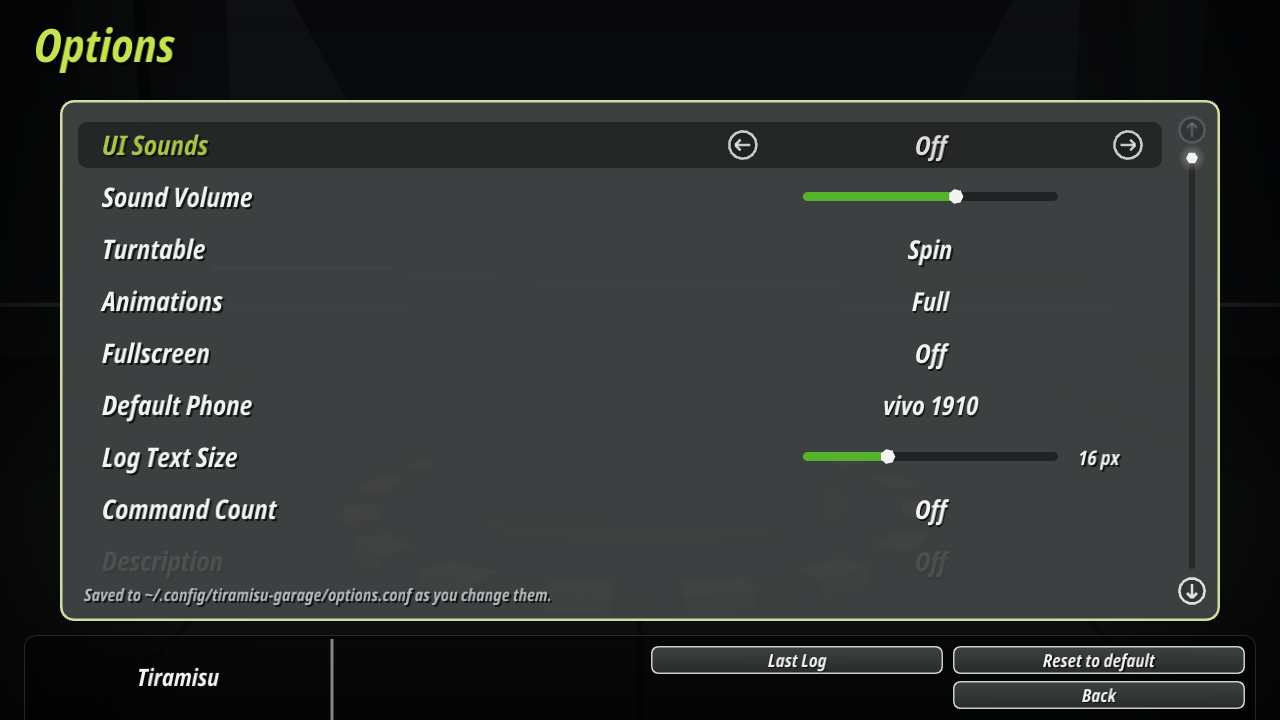 Options
UI Sounds Off
Sound Volume
Turntable Spin
Animations Full
Fullscreen Off
Default Phone vivo 1910
Log Text Size 16 px
Command Count Off
Description Off
Saved to ~/.config/tiramisu-garage/options.conf as you change them.
Tiramisu
Last Log
Reset to default
Back